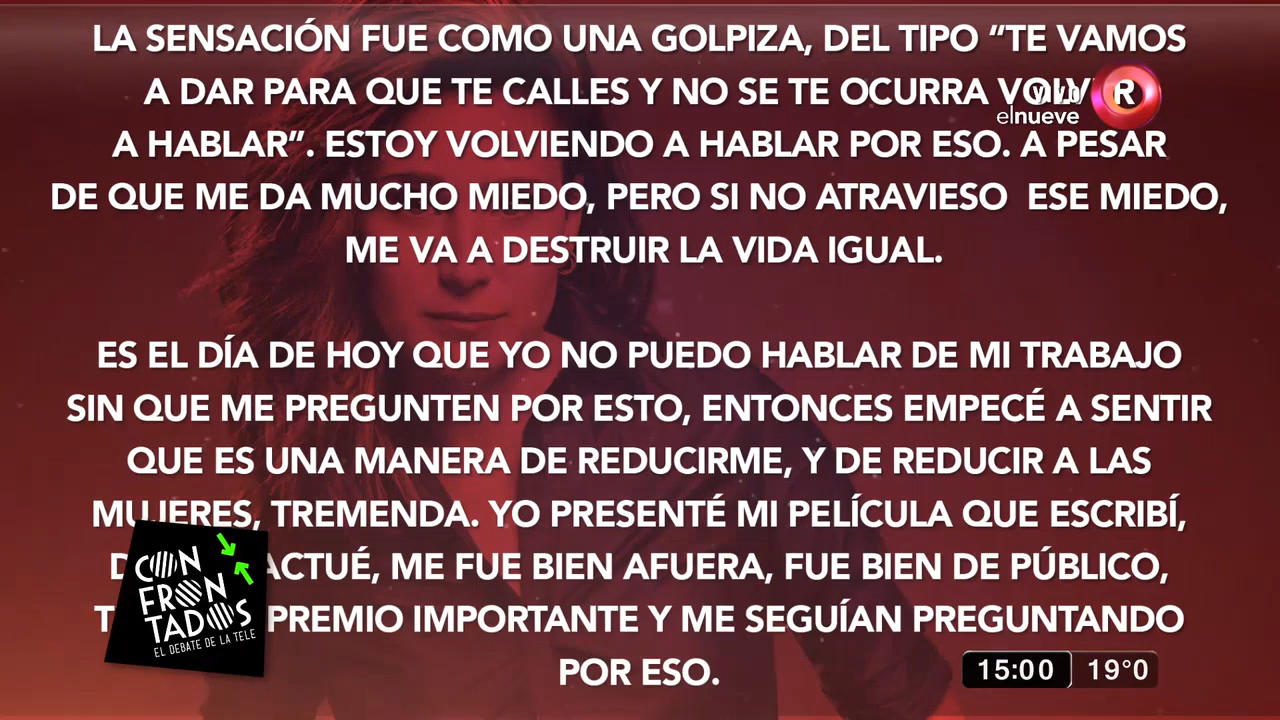 LA SENSACIÓN FUE COMO UNA GOLPIZA, DEL TIPO “TE VAMOS
A DAR PARA QUE TE CALLES Y NO SE TE OCURRA
elnueve
R
A HABLAR”. ESTOY VOLVIENDO A HABLAR POR ESO. A PESAR
DE QUE ME DA MUCHO MIEDO, PERO SI NO ATRAVIESO ESE MIEDO,
ME VA A DESTRUIR LA VIDA IGUAL.
ES EL DÍA DE HOY QUE YO NO PUEDO HABLAR DE MI TRABAJO
SIN QUE ME PREGUNTEN POR ESTO, ENTONCES EMPECÉ A SENTIR
QUE ES UNA MANERA DE REDUCIRME, Y DE REDUCIR A LAS
MUJERES, TREMENDA. YO PRESENTÉ MI PELÍCULA QUE ESCRIBÍ,
ACTUÉ, ME FUE BIEN AFUERA, FUE BIEN DE PÚBLICO,
PREMIO IMPORTANTE Y ME SEGUÍAN PREGUNTANDO
POR ESO.
CON
FRON
TADOS
EL DEBATE DE LA TELE
15:00 19°0